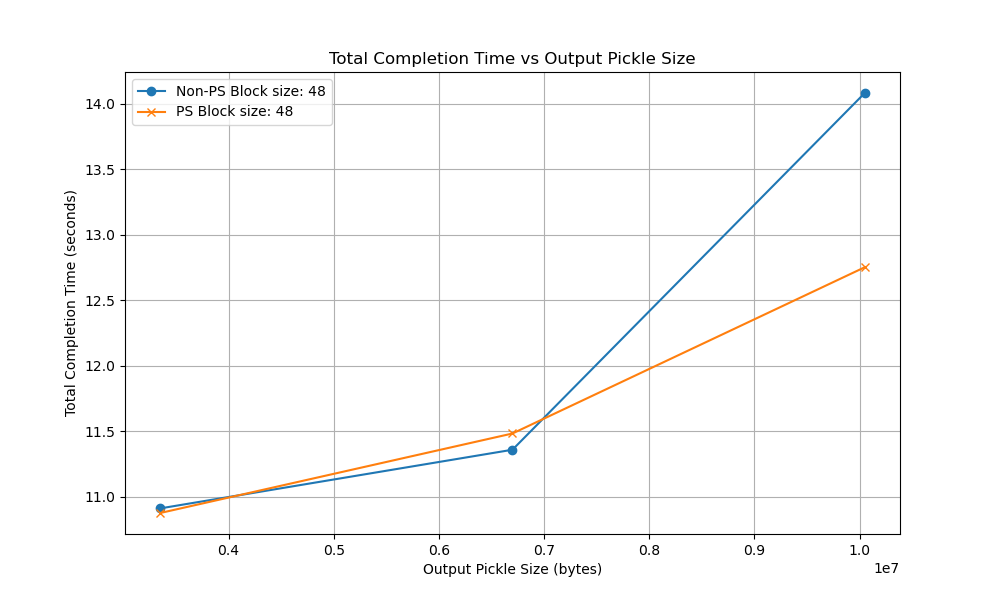 Total Completion Time vs Output Pickle Size
Non-PS Block size: 48
PS Block size: 48
Total Completion Time (seconds)
14.0
13.5
13.0
12.5
12.0
11.5
11.0
0.4 0.5 0.6 0.7 0.8 0.9 1.0
1e7
Output Pickle Size (bytes)